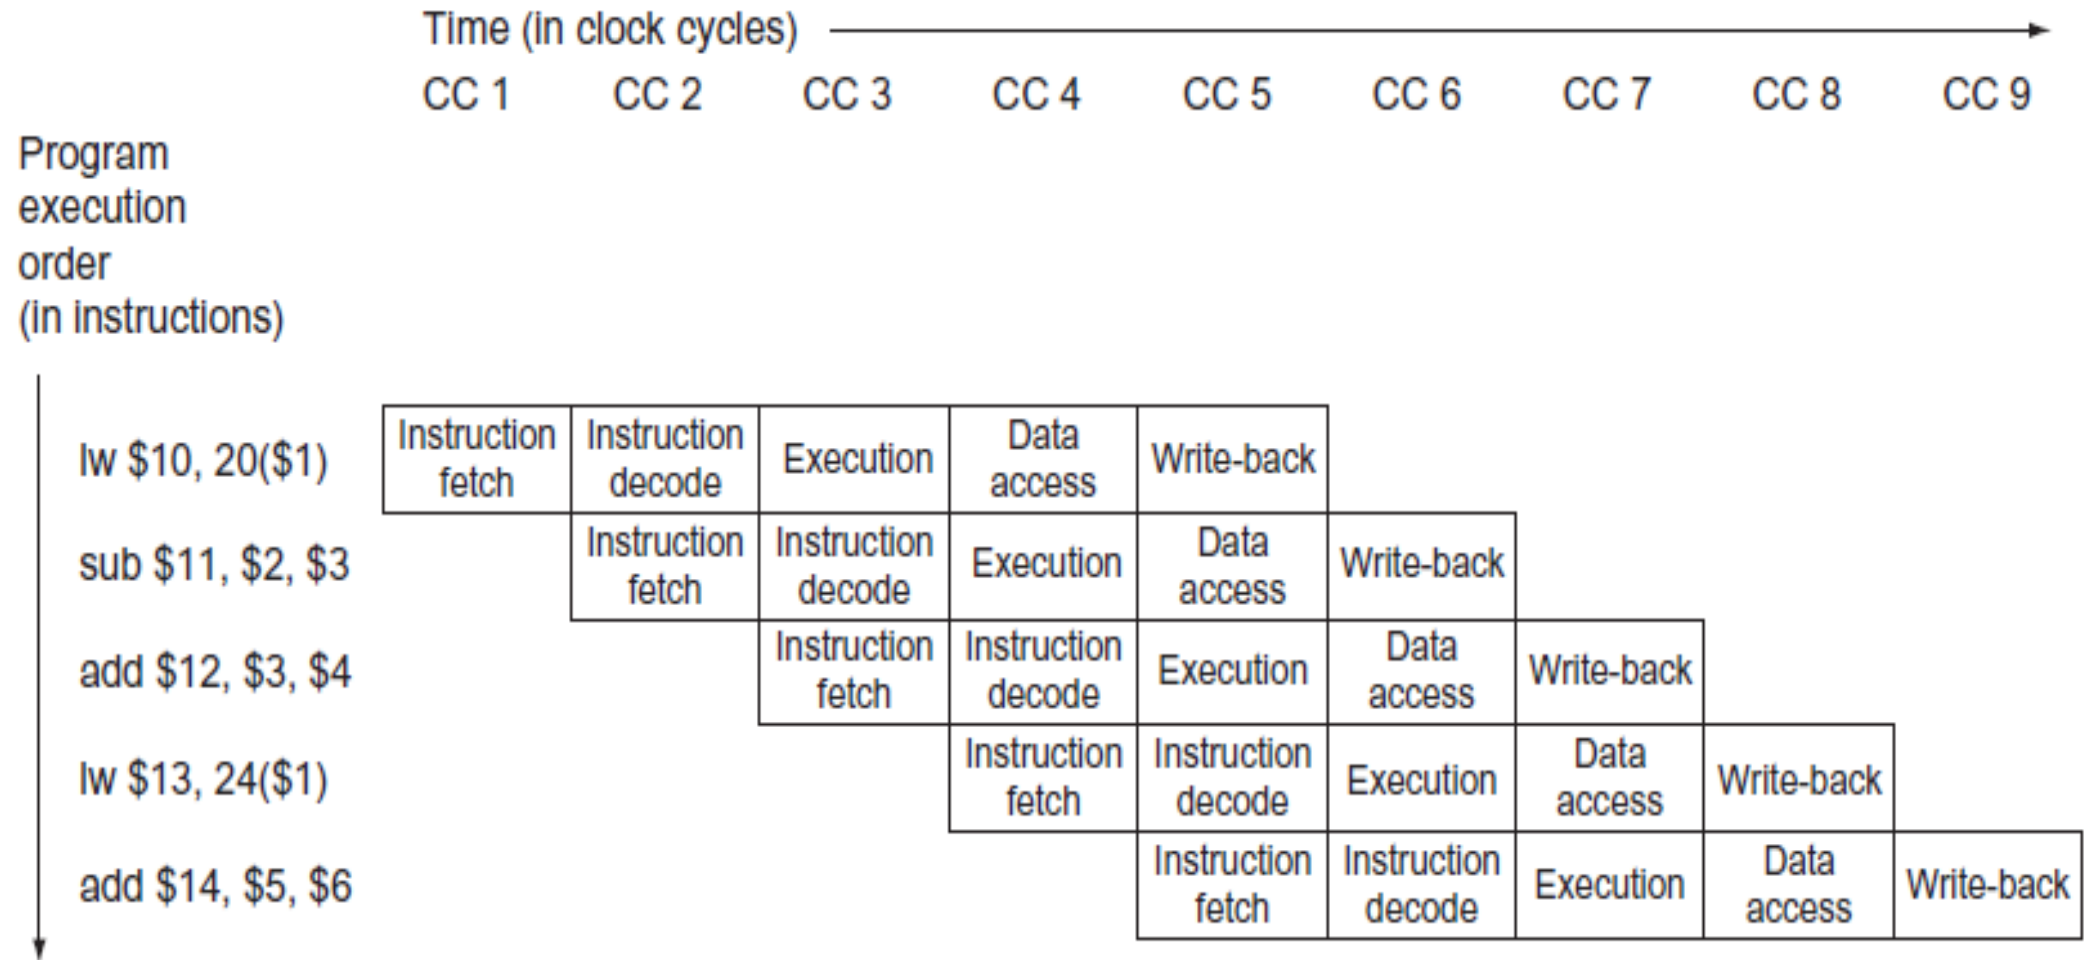 Time (in clock cycles)
CC 1 CC 2 CC 3 CC 4 CC 5 CC 6 CC 7 CC 8 CC 9
Program
execution
order
(in instructions)
lw $10, 20($1)
Instruction
fetch
Instruction
decode
Execution
Data
access
Write-back
sub $11, $2, $3
Instruction
fetch
Instruction
decode
Execution
Data
access
Write-back
add $12, $3, $4
Instruction
fetch
Instruction
decode
Execution
Data
access
Write-back
lw $13, 24($1)
Instruction
fetch
Instruction
decode
Execution
Data
access
Write-back
add $14, $5, $6
Instruction
fetch
Instruction
decode
Execution
Data
access
Write-back